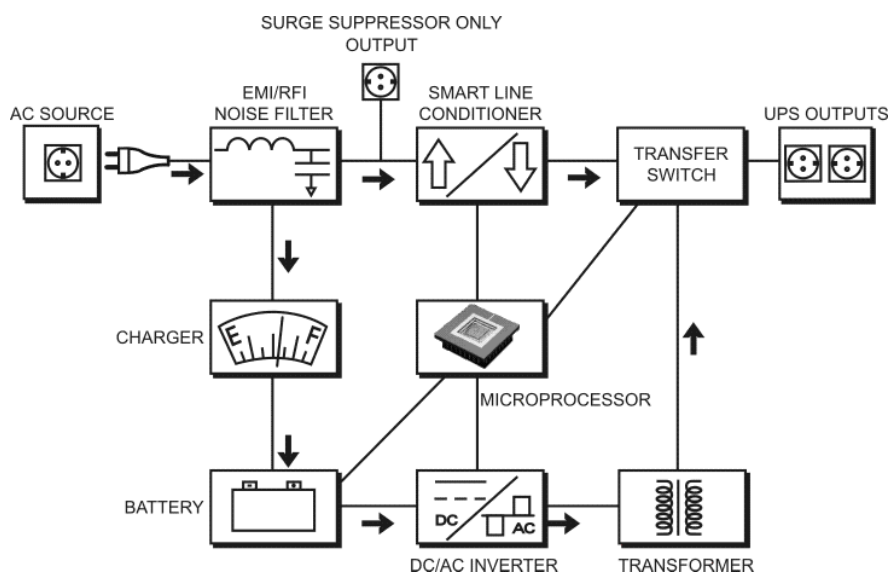 SURGE SUPPRESSOR ONLY
OUTPUT
AC SOURCE
EMI/RFI
NOISE FILTER
SMART LINE
CONDITIONER
UPS OUTPUTS
TRANSFER
SWITCH
CHARGER
E
F
MICROPROCESSOR
BATTERY
DC
AC
DC/AC INVERTER
TRANSFORMER